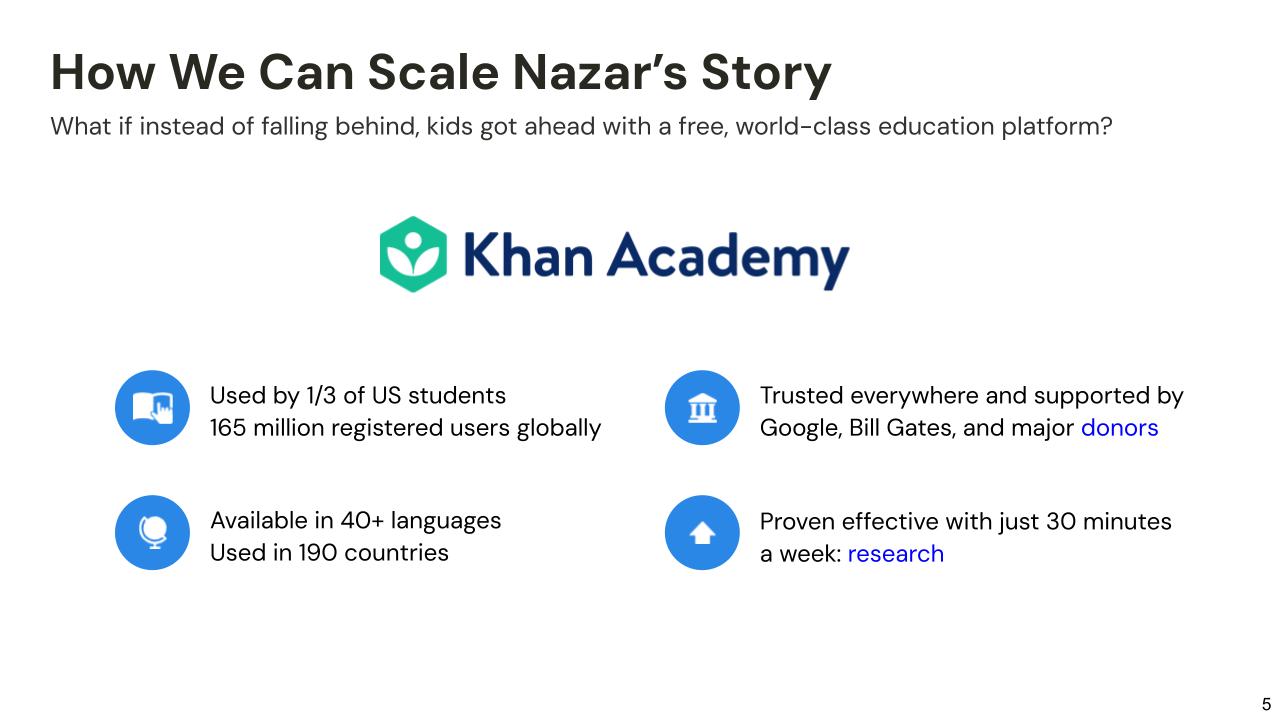 How We Can Scale Nazar’s Story
What if instead of falling behind, kids got ahead with a free, world-class education platform?
Khan Academy
Used by 1/3 of US students
165 million registered users globally
Trusted everywhere and supported by
Google, Bill Gates, and major donors
Available in 40+ languages
Used in 190 countries
Proven effective with just 30 minutes
a week: research
5